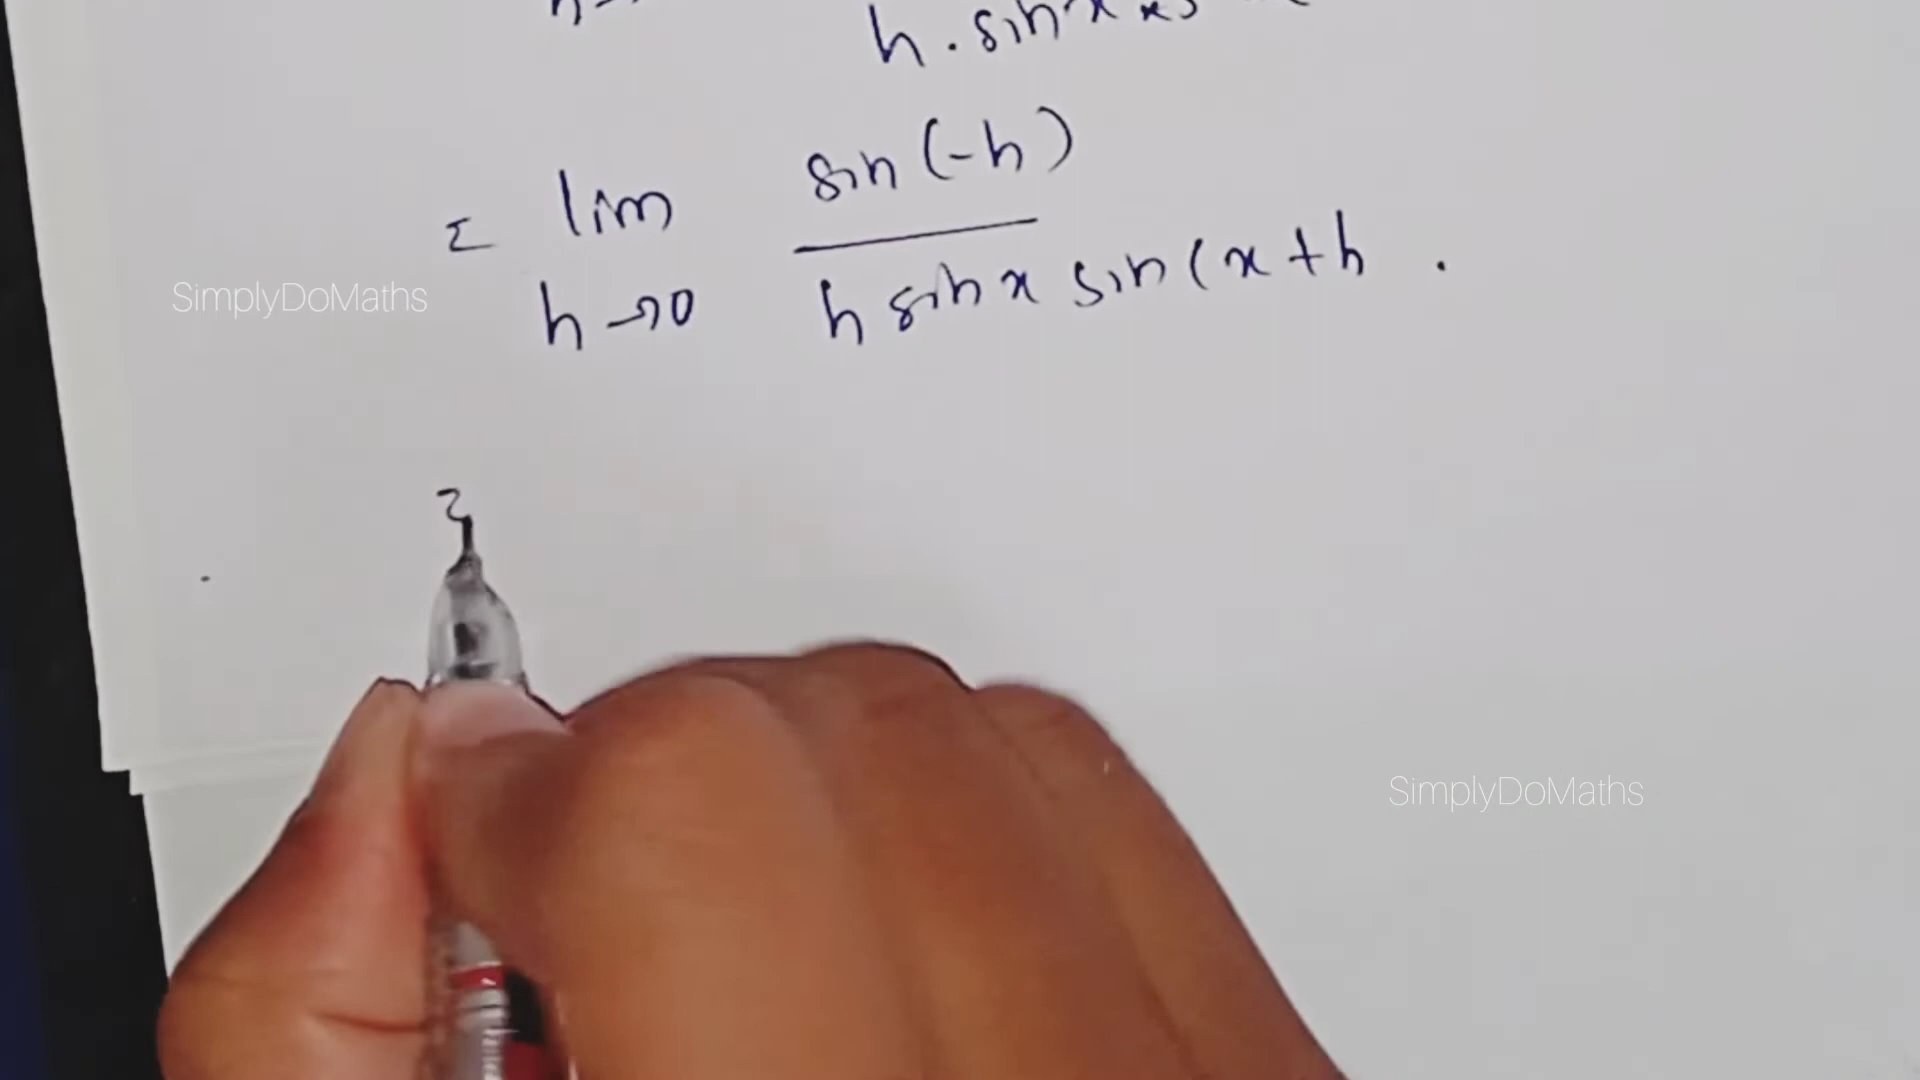 h . sin x
sin (-h)
= lim
h sin x sin (x + h .
h → 0
SimplyDoMaths
=
SimplyDoMaths